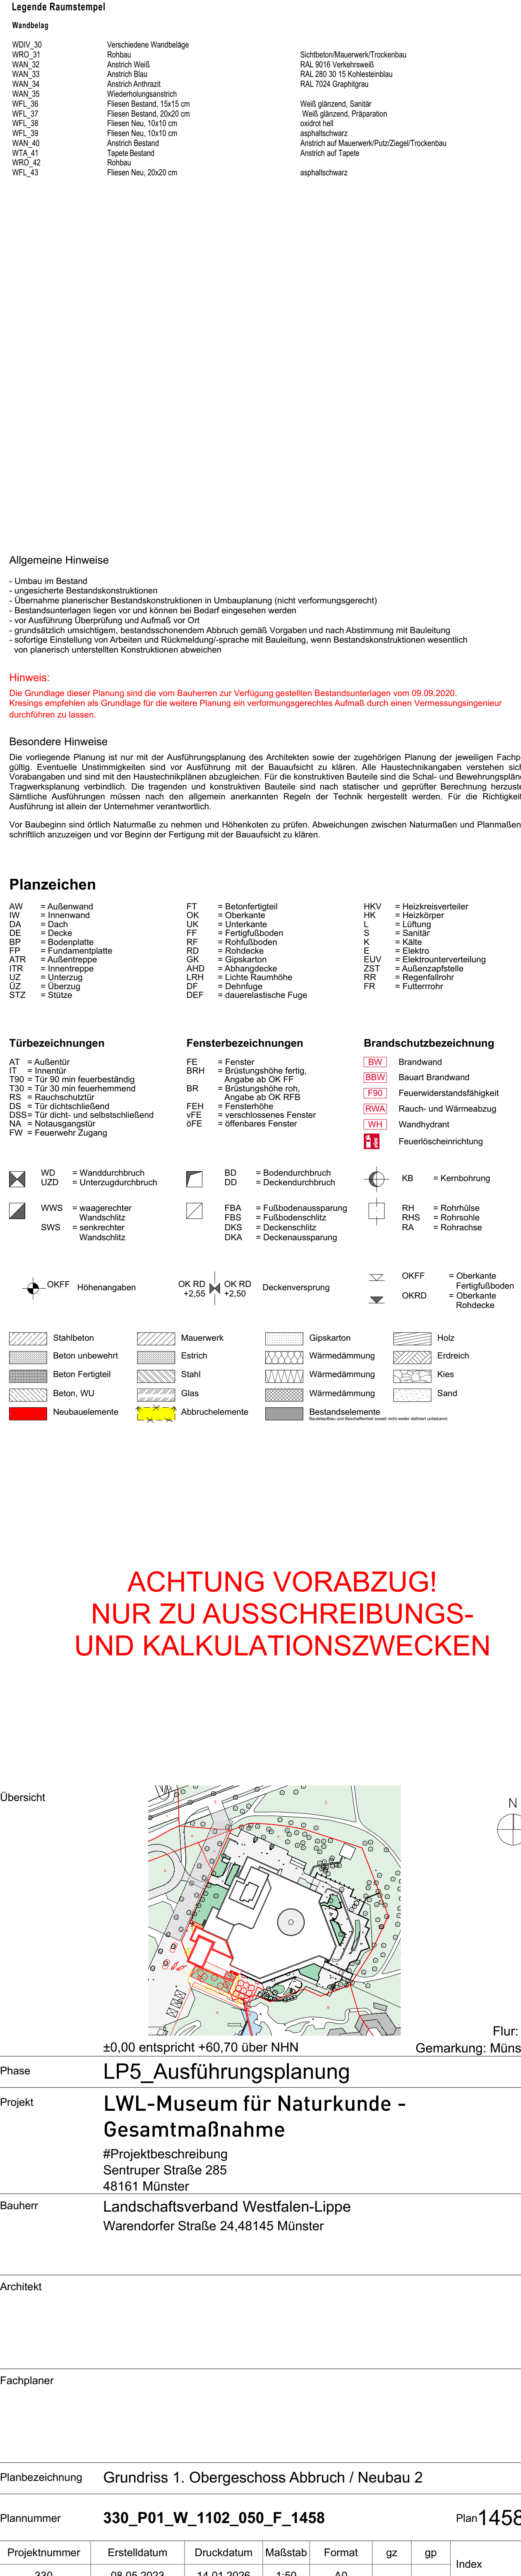 Legende Raumstempel
Wandbelag
WDIV_30 Verschiedene Wandbeläge
WRO_31 Rohbau Sichtbeton/Mauerwerk/Trockenbau
WAN_32 Anstrich Weiß RAL 9016 Verkehrsweiß
WAN_33 Anstrich Blau RAL 280 30 15 Kohlesteinblau
WAN_34 Anstrich Anthrazit RAL 7024 Graphitgrau
WAN_35 Wiederholungsanstrich
WFL_36 Fliesen Bestand, 15x15 cm Weiß glänzend, Sanitär
WFL_37 Fliesen Bestand, 20x20 cm Weiß glänzend, Präparation
WFL_38 Fliesen Neu, 10x10 cm oxidrot hell
WFL_39 Fliesen Neu, 10x10 cm asphaltschwarz
WAN_40 Anstrich Bestand Anstrich auf Mauerwerk/Putz/Ziegel/Trockenbau
WTA_41 Tapete Bestand Anstrich auf Tapete
WRO_42 Rohbau
WFL_43 Fliesen Neu, 20x20 cm asphaltschwarz
Allgemeine Hinweise
- Umbau im Bestand
- ungesicherte Bestandskonstruktionen
- Übernahme planerischer Bestandskonstruktionen in Umbauplanung (nicht verformungsgerecht)
- Bestandsunterlagen liegen vor und können bei Bedarf eingesehen werden
- vor Ausführung Überprüfung und Aufmaß vor Ort
- grundsätzlich umsichtigem, bestandsschonendem Abbruch gemäß Vorgaben und nach Abstimmung mit Bauleitung
- sofortige Einstellung von Arbeiten und Rückmeldung/-sprache mit Bauleitung, wenn Bestandskonstruktionen wesentlich
von planerisch unterstellten Konstruktionen abweichen
Hinweis:
Die Grundlage dieser Planung sind die vom Bauherren zur Verfügung gestellten Bestandsunterlagen vom 09.09.2020.
Kresings empfehlen als Grundlage für die weitere Planung ein verformungsgerechtes Aufmaß durch einen Vermessungsingenieur
durchführen zu lassen.
Besondere Hinweise
Die vorliegende Planung ist nur mit der Ausführungsplanung des Architekten sowie der zugehörigen Planung der jeweiligen Fachp
gültig. Eventuelle Unstimmigkeiten sind vor Ausführung mit der Bauaufsicht zu klären. Alle Haustechnikangaben verstehen sich
Vorabangaben und sind mit den Haustechnikplänen abzugleichen. Für die konstruktiven Bauteile sind die Schal- und Bewehrungspläne
Tragwerksplanung verbindlich. Die tragenden und konstruktiven Bauteile sind nach statischer und geprüfter Berechnung herzuste
Sämtliche Ausführungen müssen nach den allgemein anerkannten Regeln der Technik hergestellt werden. Für die Richtigkeit
Ausführung ist allein der Unternehmer verantwortlich.
Vor Baubeginn sind örtlich Naturmaße zu nehmen und Höhenkoten zu prüfen. Abweichungen zwischen Naturmaßen und Planmaßen
schriftlich anzuzeigen und vor Beginn der Fertigung mit der Bauaufsicht zu klären.
Planzeichen
AW = Außenwand FT = Betonfertigteil HKV = Heizkreisverteiler
IW = Innenwand OK = Oberkante HK = Heizkörper
DA = Dach UK = Unterkante L = Lüftung
DE = Decke FF = Fertigfußboden S = Sanitär
BP = Bodenplatte RF = Rohfußboden K = Kälte
FP = Fundamentplatte RD = Rohdecke E = Elektro
ATR = Außentreppe GK = Gipskarton EUV = Elektrounterverteilung
ITR = Innentreppe AHD = Abhangdecke ZST = Außenzapfstelle
UZ = Unterzug LRH = Lichte Raumhöhe RR = Regenfallrohr
ÜZ = Überzug DF = Dehnfuge FR = Futterrrohr
STZ = Stütze DEF = dauerelastische Fuge
Türbezeichnungen Fensterbezeichnungen Brandschutzbezeichnung
AT = Außentür FE = Fenster BW Brandwand
IT = Innentür BRH = Brüstungshöhe fertig,
T90 = Tür 90 min feuerbeständig Angabe ab OK FF BBW Bauart Brandwand
T30 = Tür 30 min feuerhemmend BR = Brüstungshöhe roh,
RS = Rauchschutztür Angabe ab OK RFB F90 Feuerwiderstandsfähigkeit
DS = Tür dichtschließend FEH = Fensterhöhe RWA Rauch- und Wärmeabzug
DSS= Tür dicht- und selbstschließend vFE = verschlossenes Fenster
NA = Notausgangstür öFE = öffenbares Fenster WH Wandhydrant
FW = Feuerwehr Zugang
Feuerlöscheinrichtung
WD = Wanddurchbruch BD = Bodendurchbruch KB = Kernbohrung
UZD = Unterzugdurchbruch DD = Deckendurchbruch
WWS = waagerechter FBA = Fußbodenaussparung RH = Rohrhülse
Wandschlitz FBS = Fußbodenschlitz RHS = Rohrsohle
SWS = senkrechter DKS = Deckenschlitz RA = Rohrachse
Wandschlitz DKA = Deckenaussparung
OKFF Höhenangaben OK RD +2,55 OK RD +2,50 Deckenversprung OKFF = Oberkante
Fertigfußboden
OKRD = Oberkante
Rohdecke
Stahlbeton Mauerwerk Gipskarton Holz
Beton unbewehrt Estrich Wärmedämmung Erdreich
Beton Fertigteil Stahl Wärmedämmung Kies
Beton, WU Glas Wärmedämmung Sand
Neubauelemente Abbruchelemente Bestandselemente
Bauteilaufbau und Beschaffenheit soweit nicht weiter definiert unbekannt.
ACHTUNG VORABZUG!
NUR ZU AUSSCHREIBUNGS-
UND KALKULATIONSZWECKEN
Übersicht
N
Flur:
±0,00 entspricht +60,70 über NHN Gemarkung: Müns
Phase LP5_Ausführungsplanung
Projekt LWL-Museum für Naturkunde -
Gesamtmaßnahme
#Projektbeschreibung
Sentruper Straße 285
48161 Münster
Bauherr Landschaftsverband Westfalen-Lippe
Warendorfer Straße 24,48145 Münster
Architekt
Fachplaner
Planbezeichnung Grundriss 1. Obergeschoss Abbruch / Neubau 2
Plannummer 330_P01_W_1102_050_F_1458 Plan 1458
Projektnummer Erstelldatum Druckdatum Maßstab Format gz gp Index
330 08.05.2023 14.01.2026 1:50 A0